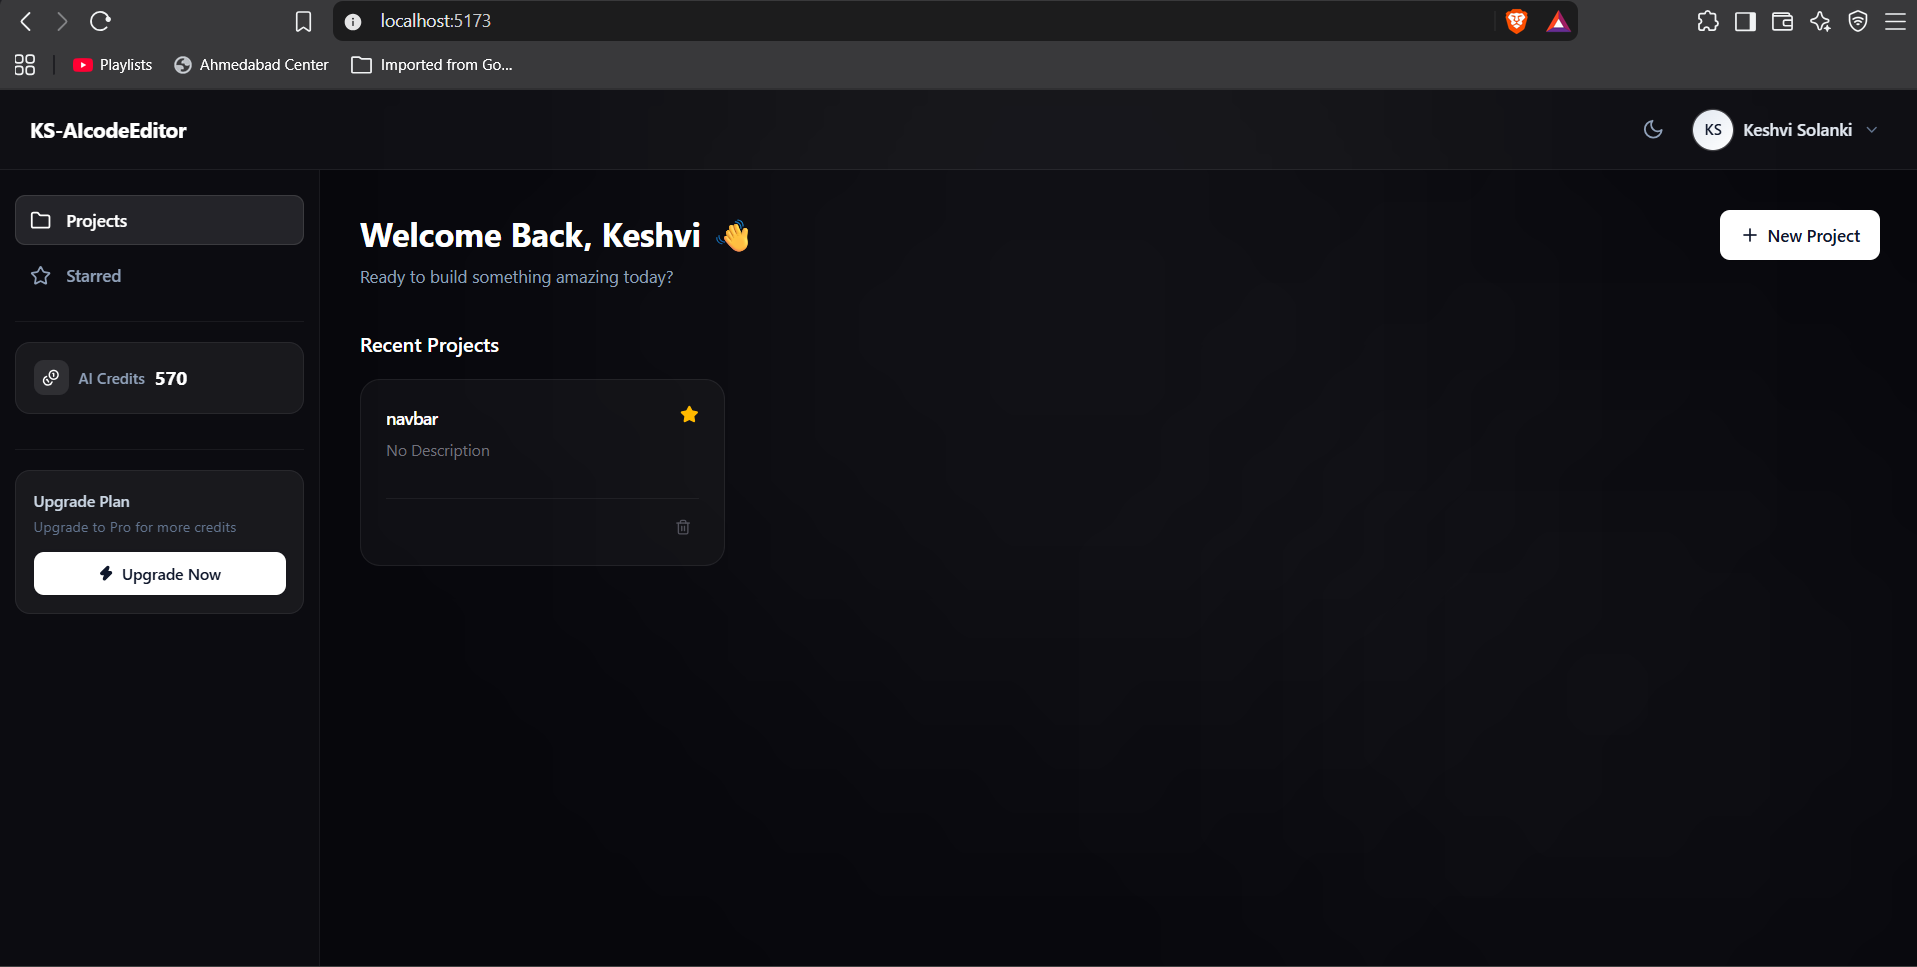 localhost:5173
Playlists
Ahmedabad Center
Imported from Go...
KS-AIcodeEditor
KS
Keshvi Solanki
Projects
Starred
AI Credits 570
Upgrade Plan
Upgrade to Pro for more credits
Upgrade Now
Welcome Back, Keshvi 👋
Ready to build something amazing today?
+ New Project
Recent Projects
navbar
No Description